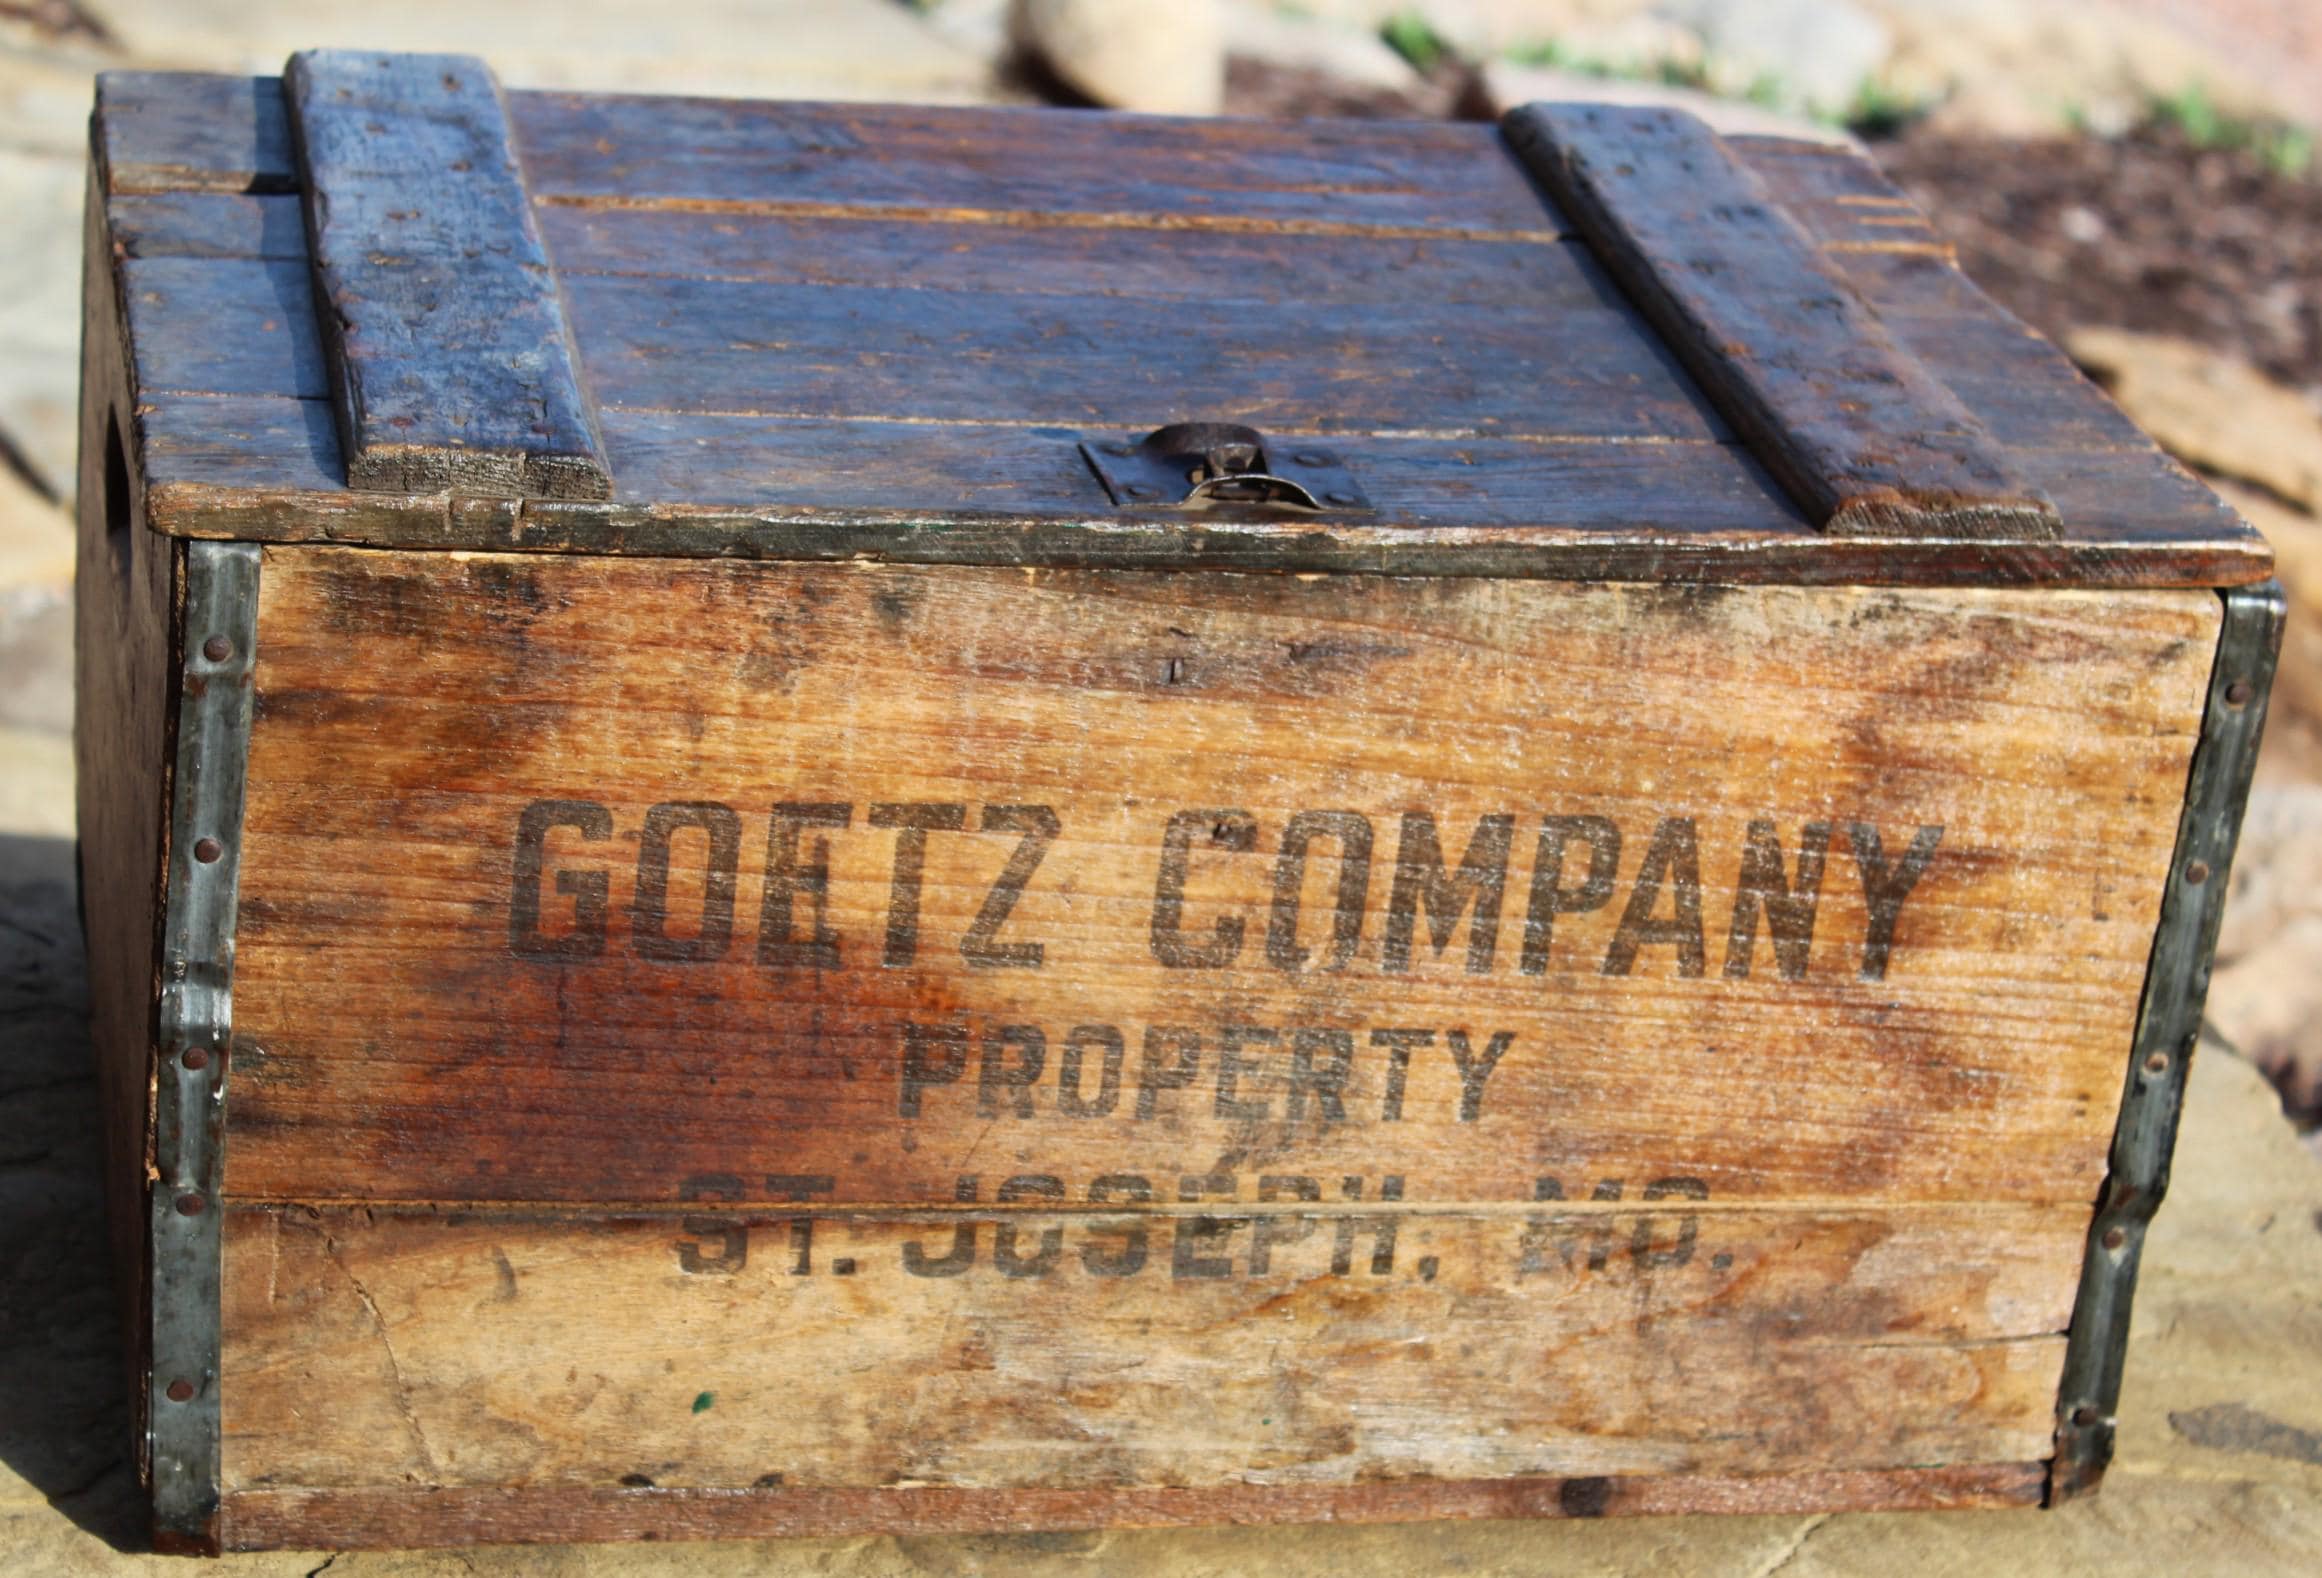 GOETZ COMPANY
PROPERTY
ST. JOSEPH, MO.